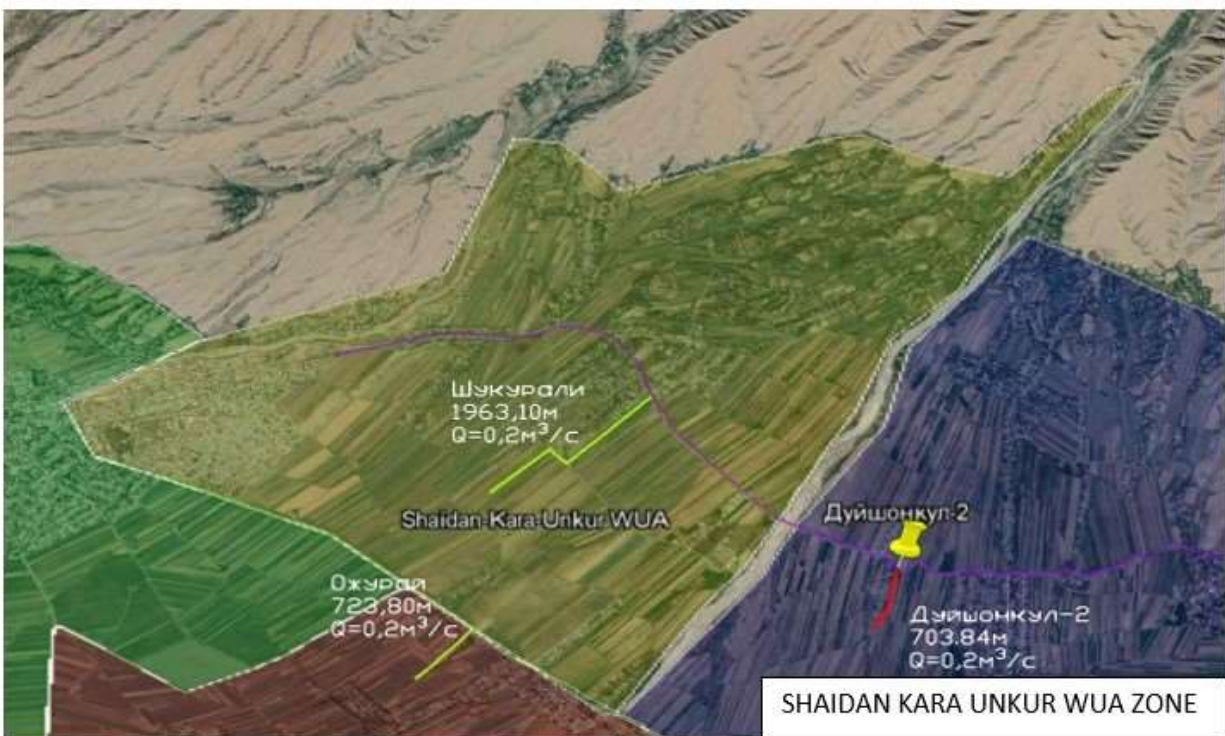 Шукурали
1963,10м
Q=0,2м³/с
Shaidan-Kara-Unkur WUA
Дуйшонкул-2
Ожурай
723,80м
Q=0,2м³/с
Дуйшонкул-2
703.84м
Q=0,2м³/с
SHAIDAN KARA UNKUR WUA ZONE